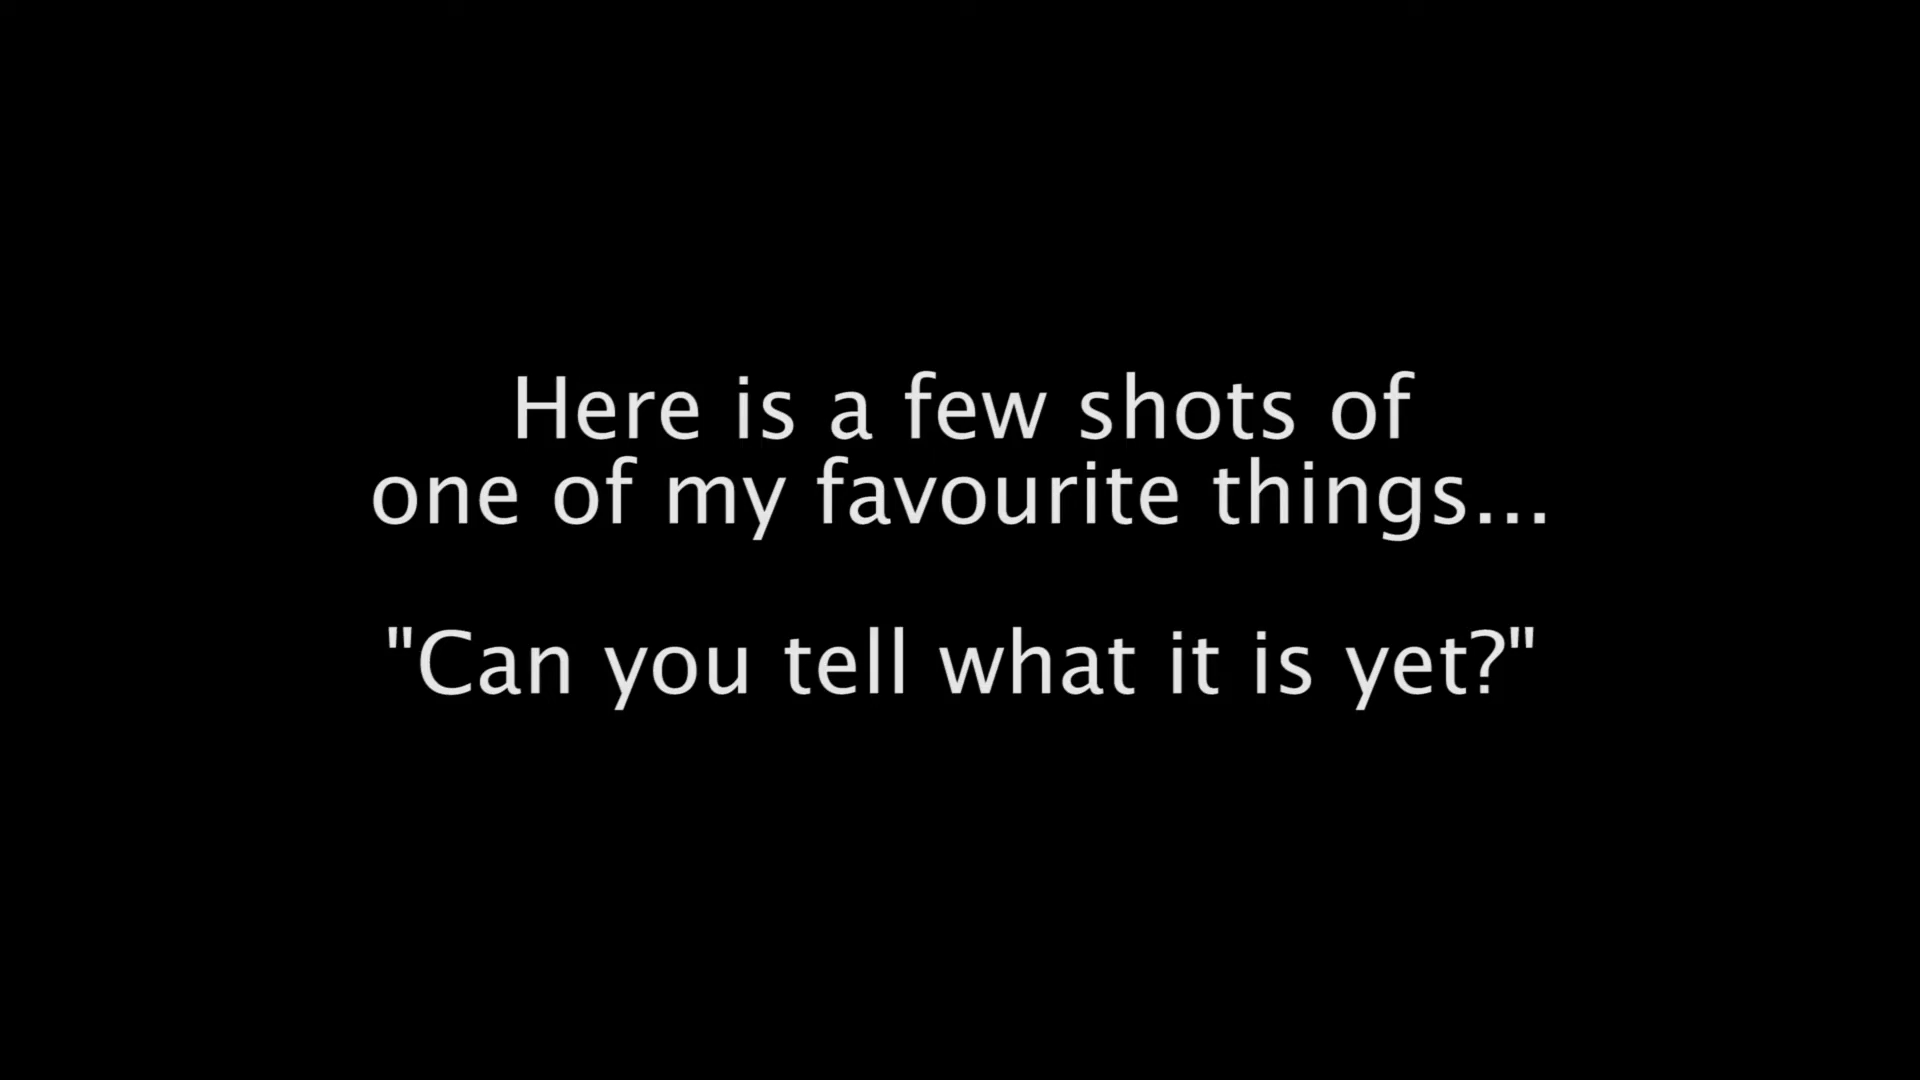 Here is a few shots of
one of my favourite things...
"Can you tell what it is yet?"